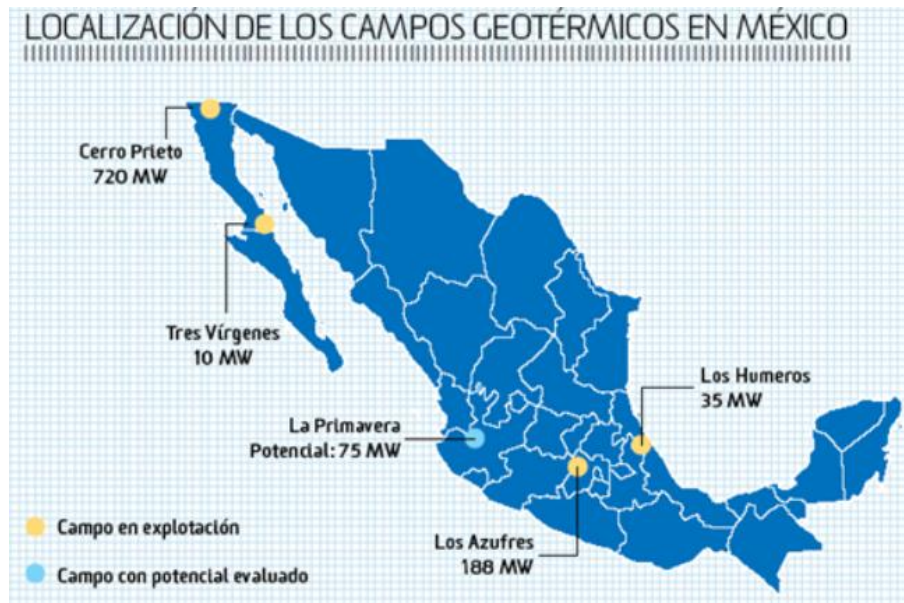 LOCALIZACIÓN DE LOS CAMPOS GEOTÉRMICOS EN MÉXICO
Cerro Prieto
720 MW
Tres Vírgenes
10 MW
Los Humeros
35 MW
La Primavera
Potencial: 75 MW
Los Azufres
188 MW
Campo en explotación
Campo con potencial evaluado